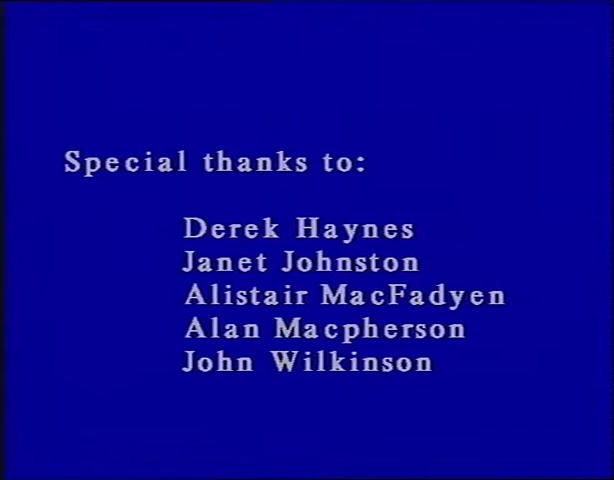 Special thanks to:
Derek Haynes
Janet Johnston
Alistair MacFadyen
Alan Macpherson
John Wilkinson